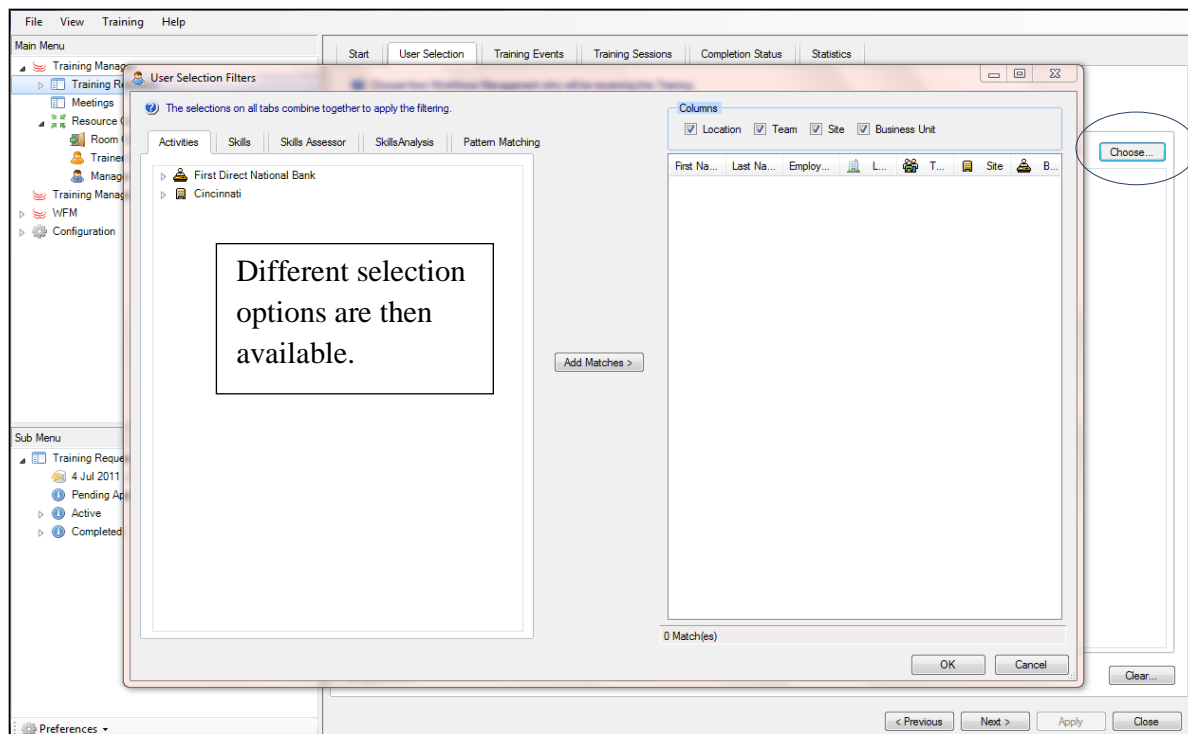 File View Training Help
Main Menu
Training Manag
Training Re
Meetings
Resource
Room
Trainer
Manag
Training Manag
WFM
Configuration
Sub Menu
Training Reque
4 Jul 2011
Pending Ap
Active
Completed
Preferences
Start User Selection Training Events Training Sessions Completion Status Statistics
User Selection Filters
The selections on all tabs combine together to apply the filtering.
Activities Skills Skills Assessor SkillsAnalysis Pattern Matching
First Direct National Bank
Cincinnati
Different selection
options are then
available.
Add Matches >
Columns
Location Team Site Business Unit
First Na... Last Na... Employ... L... T... Site B...
0 Match(es)
OK Cancel
Choose...
Clear...
< Previous Next > Apply Close